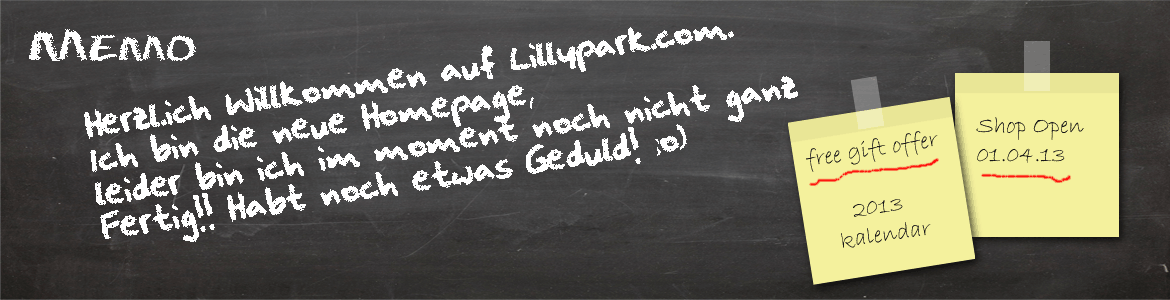 MEMO
Herzlich Willkommen auf Lillypark.com.
Ich bin die neue Homepage,
leider bin ich im moment noch nicht ganz
Fertig!! Habt noch etwas Geduld! ;o)
free gift offer
2013
kalendar
Shop Open
01.04.13